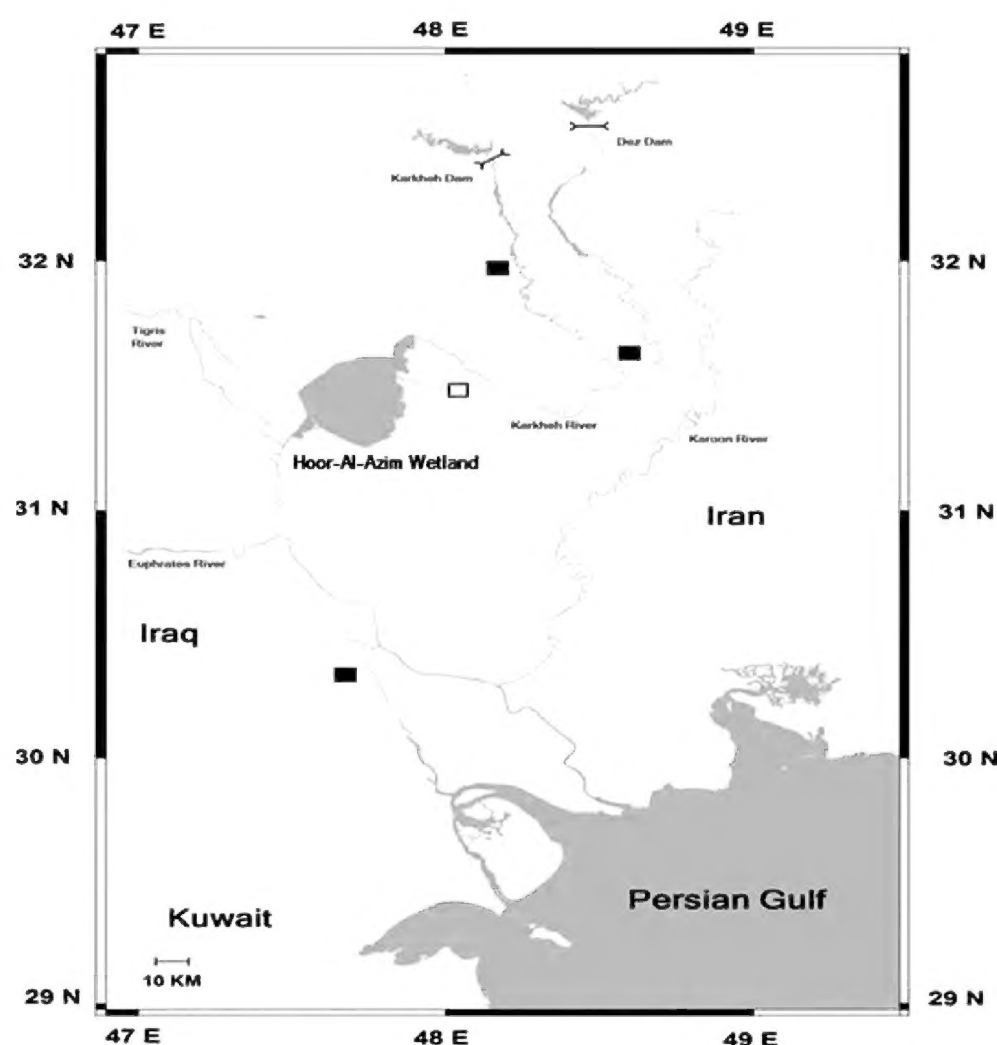 47 E 48 E 49 E
Dez Dam
Karkheh Dam
32 N 32 N
Tigris
River
Karkheh River
Karoon River
Hoor-Al-Azim Wetland
31 N 31 N
Iran
Euphrates River
Iraq
30 N 30 N
Persian Gulf
Kuwait
10 KM
29 N 29 N
47 E 48 E 49 E